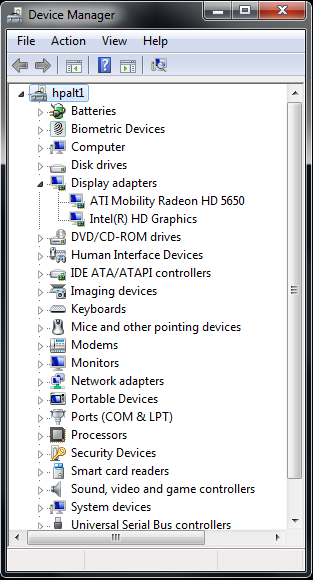 Device Manager
File Action View Help
hpalt1
Batteries
Biometric Devices
Computer
Disk drives
Display adapters
ATI Mobility Radeon HD 5650
Intel(R) HD Graphics
DVD/CD-ROM drives
Human Interface Devices
IDE ATA/ATAPI controllers
Imaging devices
Keyboards
Mice and other pointing devices
Modems
Monitors
Network adapters
Portable Devices
Ports (COM & LPT)
Processors
Security Devices
Smart card readers
Sound, video and game controllers
System devices
Universal Serial Bus controllers